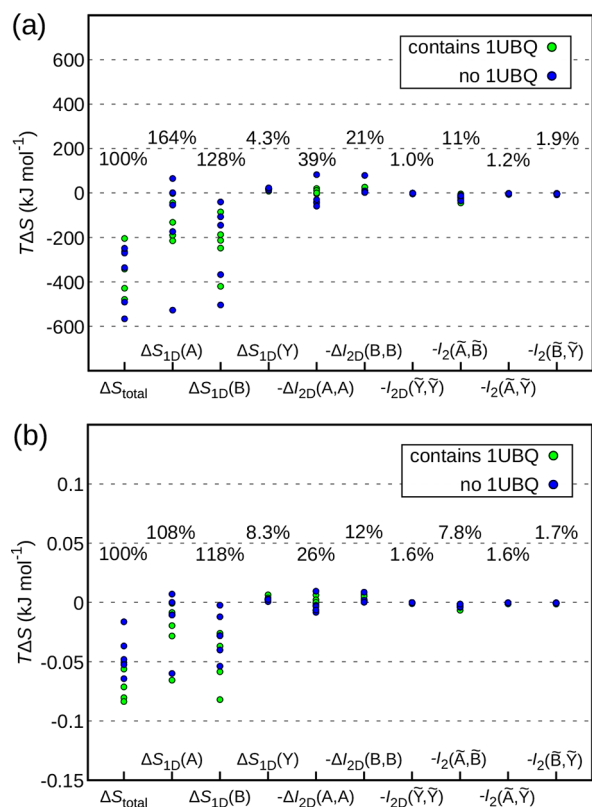 (a)
contains 1UBQ
no 1UBQ
TΔS (kJ mol⁻¹)
600
400
200
0
-200
-400
-600
164% 4.3% 21% 11% 1.9%
100% 128% 39% 1.0% 1.2%
ΔS₁D(A) ΔS₁D(Y) -ΔI₂D(B,B) -I₂(Ã,B̃) -I₂(B̃,Ỹ)
ΔStotal ΔS₁D(B) -ΔI₂D(A,A) -I₂D(Ỹ,Ỹ) -I₂(Ã,Ỹ)
(b)
contains 1UBQ
no 1UBQ
TΔS (kJ mol⁻¹)
0.1
0.05
0
-0.05
-0.1
-0.15
108% 8.3% 12% 7.8% 1.7%
100% 118% 26% 1.6% 1.6%
ΔS₁D(A) ΔS₁D(Y) -ΔI₂D(B,B) -I₂(Ã,B̃) -I₂(B̃,Ỹ)
ΔStotal ΔS₁D(B) -ΔI₂D(A,A) -I₂D(Ỹ,Ỹ) -I₂(Ã,Ỹ)